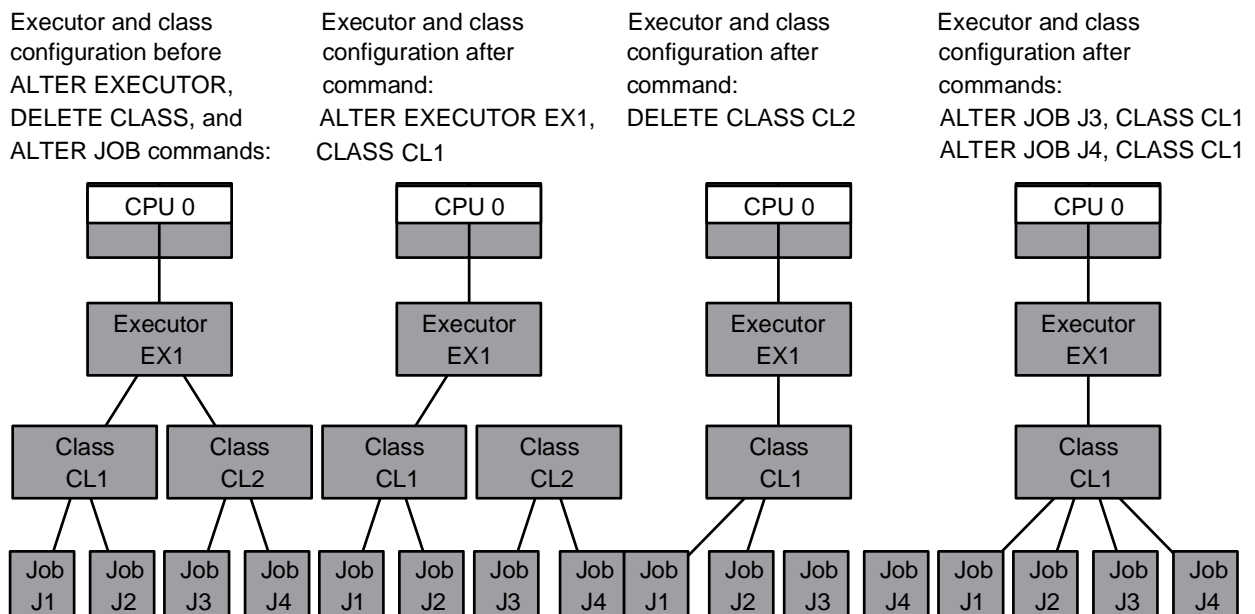 Executor and class
configuration before
ALTER EXECUTOR,
DELETE CLASS, and
ALTER JOB commands:
Executor and class
configuration after
command:
ALTER EXECUTOR EX1,
CLASS CL1
Executor and class
configuration after
command:
DELETE CLASS CL2
Executor and class
configuration after
commands:
ALTER JOB J3, CLASS CL1
ALTER JOB J4, CLASS CL1
CPU 0
Executor
EX1
Class
CL1
Class
CL2
Job
J1
Job
J2
Job
J3
Job
J4
CPU 0
Executor
EX1
Class
CL1
Class
CL2
Job
J1
Job
J2
Job
J3
Job
J4
CPU 0
Executor
EX1
Class
CL1
Job
J1
Job
J2
Job
J3
Job
J4
CPU 0
Executor
EX1
Class
CL1
Job
J1
Job
J2
Job
J3
Job
J4